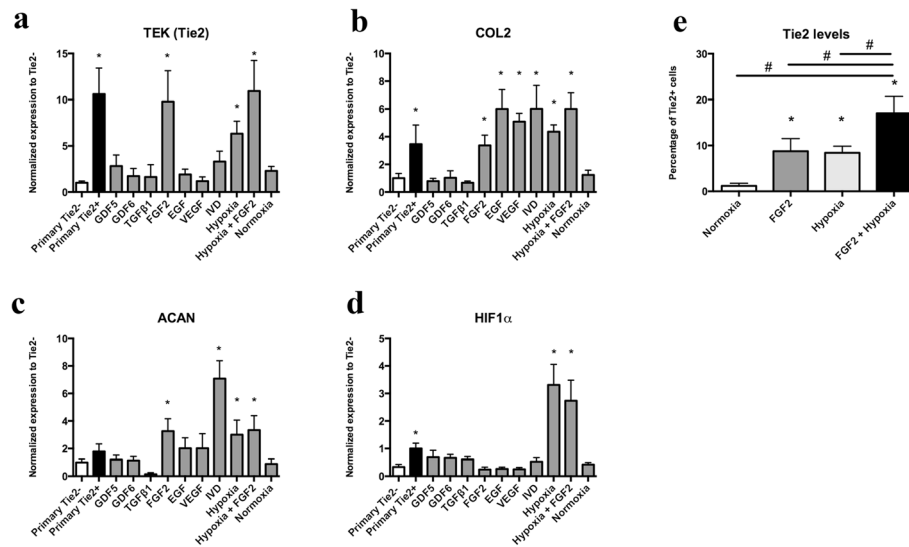 a
TEK (Tie2)
Normalized expression to Tie2-
15
10
5
0
Primary Tie2-
Primary Tie2+
GDF5
GDF6
TGFβ1
FGF2
EGF
VEGF
IVD
Hypoxia
Hypoxia + FGF2
Normoxia
* * * *
b
COL2
Normalized expression to Tie2-
10
8
6
4
2
0
Primary Tie2-
Primary Tie2+
GDF5
GDF6
TGFβ1
FGF2
EGF
VEGF
IVD
Hypoxia
Hypoxia + FGF2
Normoxia
* * * * * * *
e
Tie2 levels
Percentage of Tie2+ cells
30
20
10
0
#
#
#
* * *
Normoxia
FGF2
Hypoxia
FGF2 + Hypoxia
c
ACAN
Normalized expression to Tie2-
10
8
6
4
2
0
Primary Tie2-
Primary Tie2+
GDF5
GDF6
TGFβ1
FGF2
EGF
VEGF
IVD
Hypoxia
Hypoxia + FGF2
Normoxia
* * * *
d
HIF1α
Normalized expression to Tie2-
5
4
3
2
1
0
Primary Tie2-
Primary Tie2+
GDF5
GDF6
TGFβ1
FGF2
EGF
VEGF
IVD
Hypoxia
Hypoxia + FGF2
Normoxia
* * *